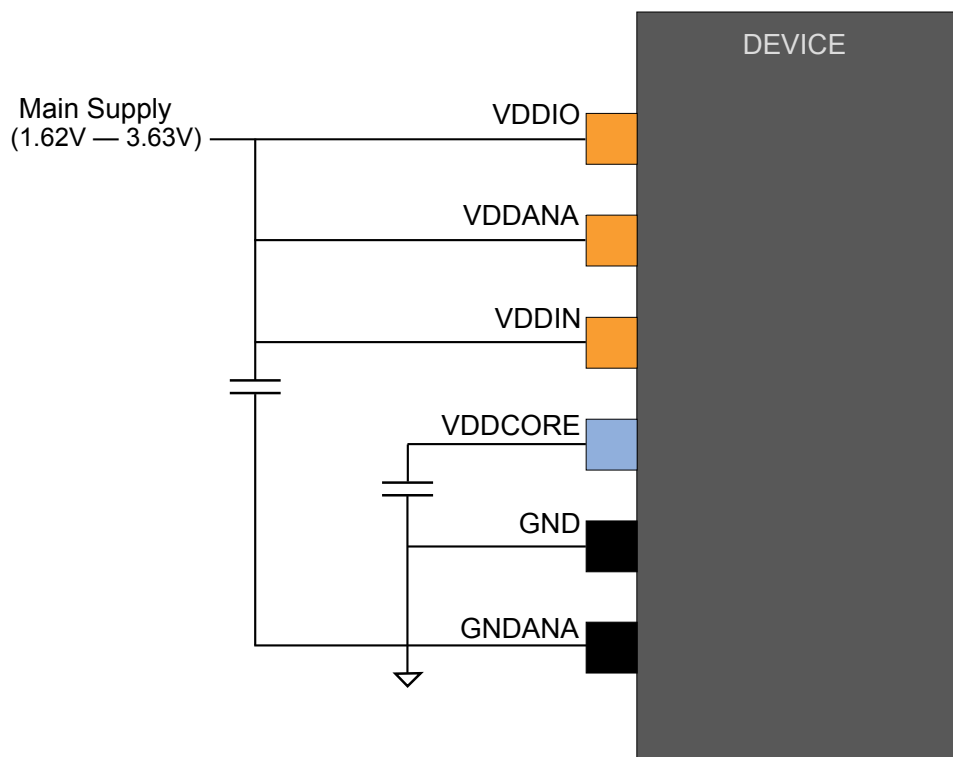 DEVICE
Main Supply
(1.62V — 3.63V)
VDDIO
VDDANA
VDDIN
VDDCORE
GND
GNDANA